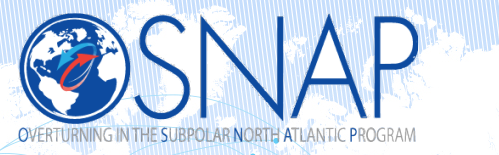 OSNAP
OVERTURNING IN THE SUBPOLAR NORTH ATLANTIC PROGRAM